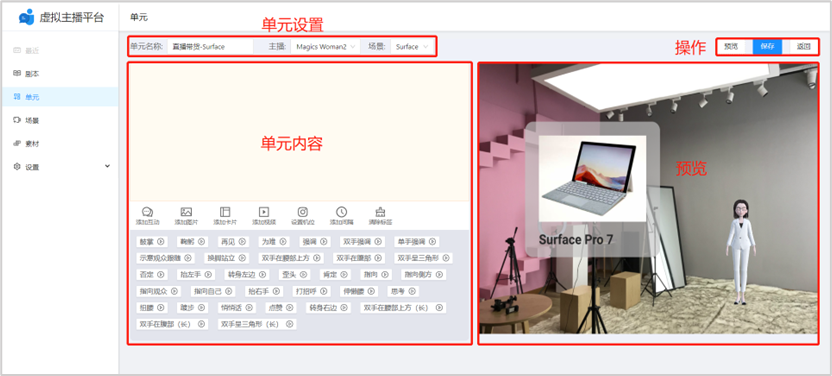 虚拟主播平台
单元
单元设置
单元名称: 直播带货-Surface 主播: Magics Woman2 场景: Surface
操作
预览 保存 返回
最近
剧本
单元
场景
素材
设置
单元内容
预览
Surface Pro 7
添加互动 添加图片 添加卡片 添加视频 设置机位 添加间隔 清除标签
鼓掌 鞠躬 再见 为难 强调 双手强调 单手强调
示意观众跟随 换脚站立 双手在腰部上方 双手在腹部 双手呈三角形
否定 抬左手 转身左边 歪头 肯定 指向 指向侧方
指向观众 指向自己 抬右手 打招呼 伸懒腰 思考
扭腰 踏步 悄悄话 点赞 转身右边 双手在腰部上方（长）
双手在腹部（长） 双手呈三角形（长）